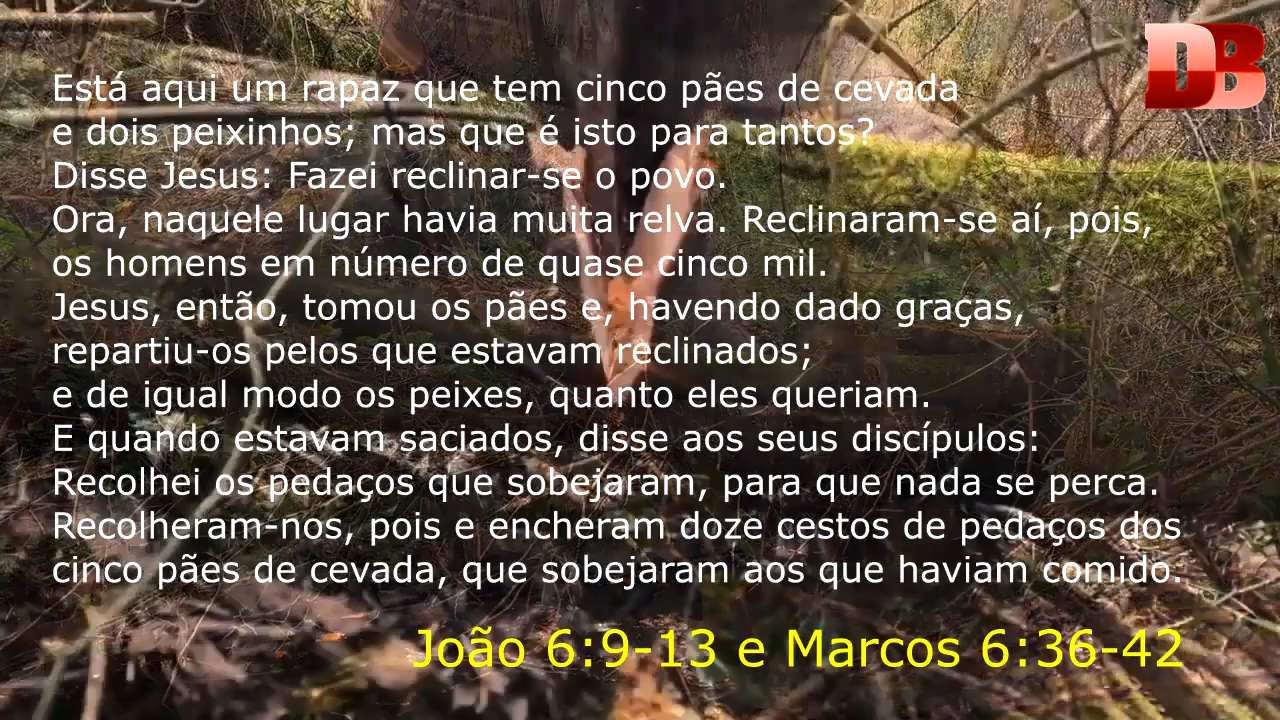 DB
Está aqui um rapaz que tem cinco pães de cevada
e dois peixinhos; mas que é isto para tantos?
Disse Jesus: Fazei reclinar-se o povo.
Ora, naquele lugar havia muita relva. Reclinaram-se aí, pois,
os homens em número de quase cinco mil.
Jesus, então, tomou os pães e, havendo dado graças,
repartiu-os pelos que estavam reclinados;
e de igual modo os peixes, quanto eles queriam.
E quando estavam saciados, disse aos seus discípulos:
Recolhei os pedaços que sobejaram, para que nada se perca.
Recolheram-nos, pois e encheram doze cestos de pedaços dos
cinco pães de cevada, que sobejaram aos que haviam comido.
João 6:9-13 e Marcos 6:36-42